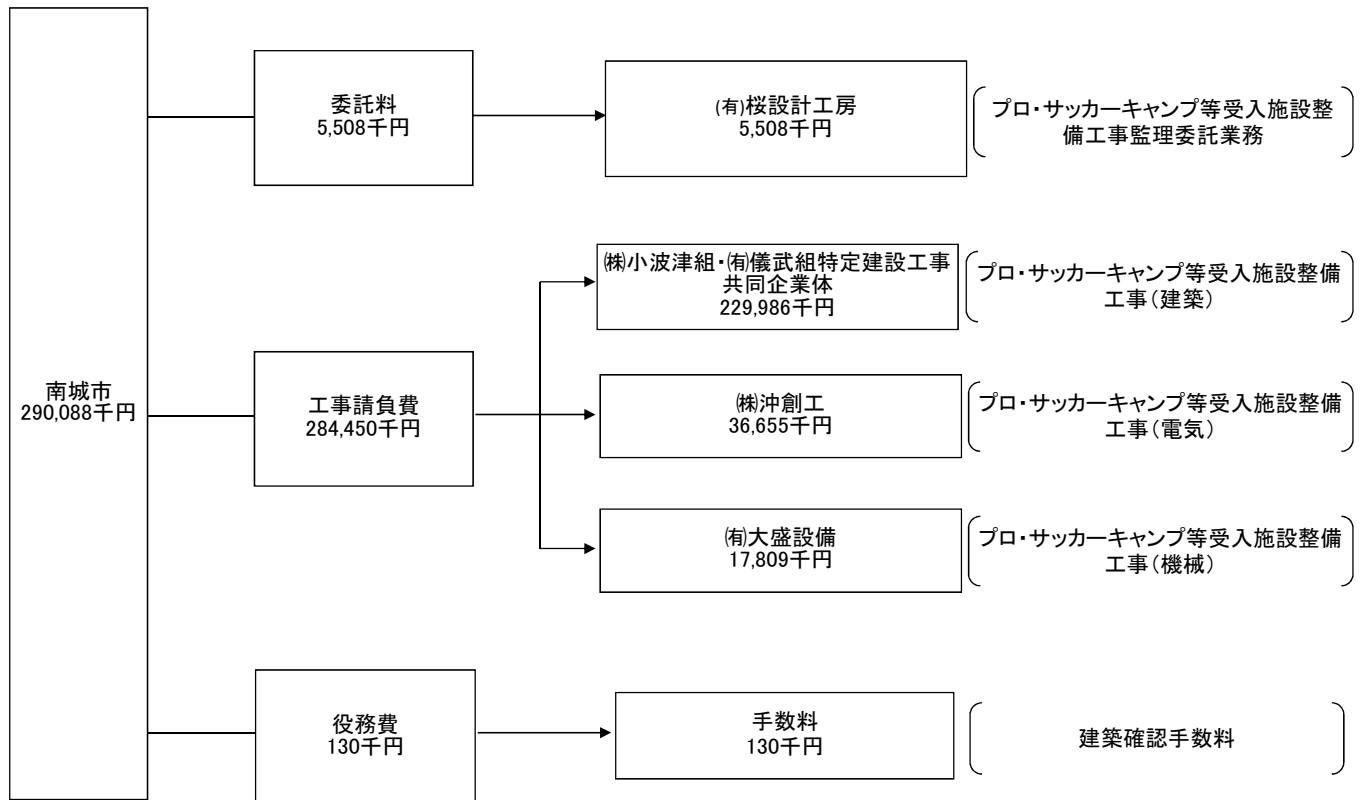 南城市
290,088千円
委託料
5,508千円
(有)桜設計工房
5,508千円
プロ・サッカーキャンプ等受入施設整
備工事監理委託業務
工事請負費
284,450千円
㈱小波津組・㈲儀武組特定建設工事
共同企業体
229,986千円
プロ・サッカーキャンプ等受入施設整備
工事（建築）
㈱沖創工
36,655千円
プロ・サッカーキャンプ等受入施設整備
工事（電気）
㈲大盛設備
17,809千円
プロ・サッカーキャンプ等受入施設整備
工事（機械）
役務費
130千円
手数料
130千円
建築確認手数料